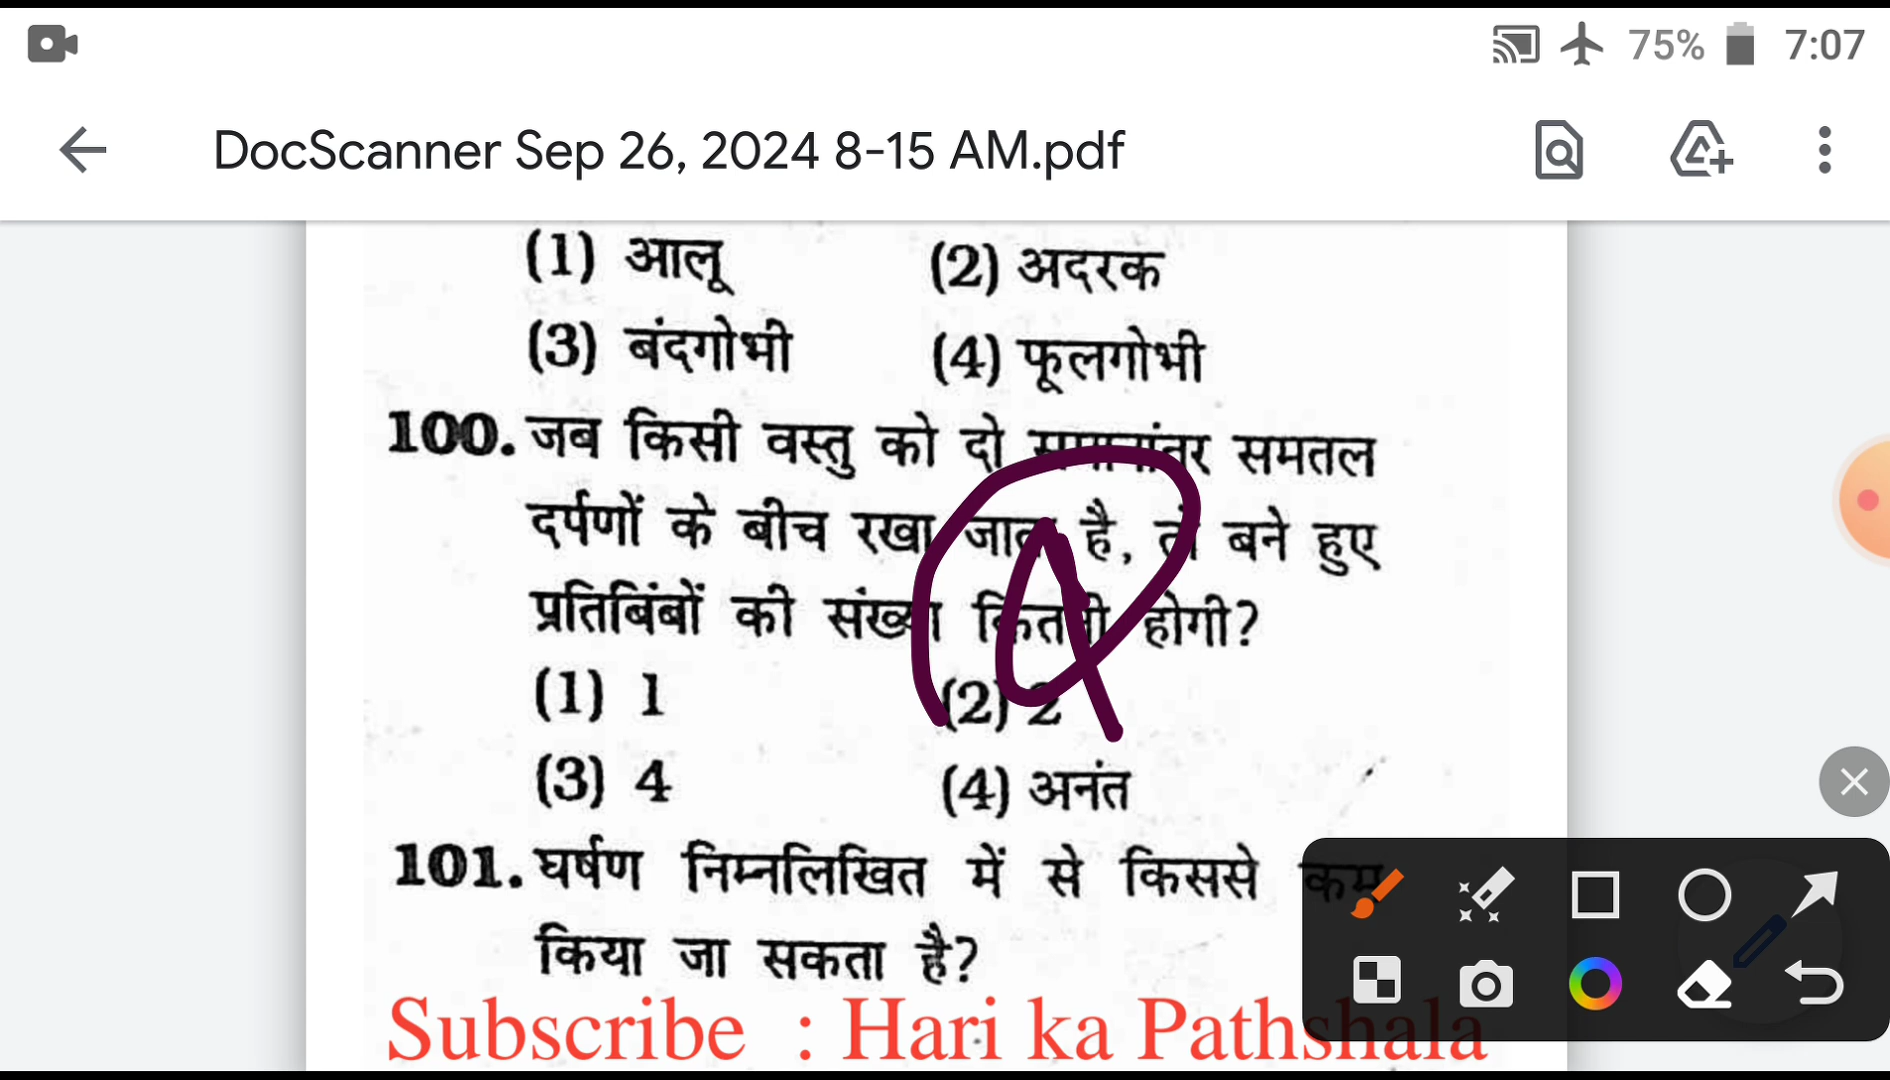 75% 7:07
DocScanner Sep 26, 2024 8-15 AM.pdf
(1) आलू (2) अदरक
(3) बंदगोभी (4) फूलगोभी
100. जब किसी वस्तु को दो समानांतर समतल
दर्पणों के बीच रखा जाता है, तो बने हुए
प्रतिबिंबों की संख्या कितनी होगी?
(1) 1 (2) 2
(3) 4 (4) अनंत
101. घर्षण निम्नलिखित में से किससे कम
किया जा सकता है?
Subscribe : Hari ka Pathshala